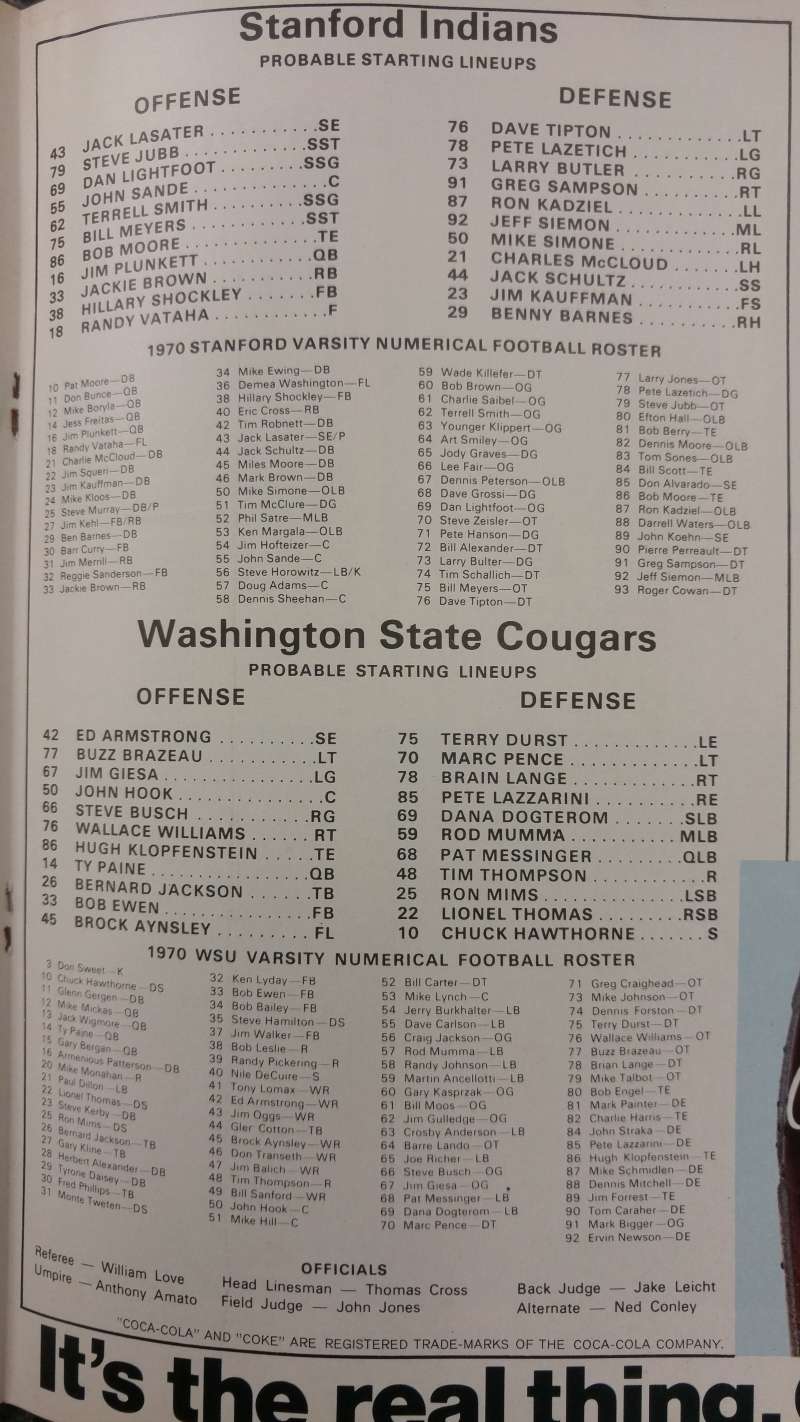 Stanford Indians
PROBABLE STARTING LINEUPS
OFFENSE
43 JACK LASATER ...........SE
79 STEVE JUBB ............SST
69 DAN LIGHTFOOT .........SSG
55 JOHN SANDE ..............C
62 TERRELL SMITH .........SSG
75 BILL MEYERS ...........SST
86 BOB MOORE ..............TE
16 JIM PLUNKETT ...........QB
33 JACKIE BROWN ...........RB
38 HILLARY SHOCKLEY .......FB
18 RANDY VATAHA ............F
DEFENSE
76 DAVE TIPTON ............LT
78 PETE LAZETICH ..........LG
73 LARRY BUTLER ...........RG
91 GREG SAMPSON ...........RT
87 RON KADZIEL ............LL
92 JEFF SIEMON ............ML
50 MIKE SIMONE ............RL
21 CHARLES McCLOUD ........LH
44 JACK SCHULTZ ...........SS
23 JIM KAUFFMAN ...........FS
29 BENNY BARNES ...........RH
1970 STANFORD VARSITY NUMERICAL FOOTBALL ROSTER
10 Pat Moore—DB
11 Don Bunce—QB
12 Mike Boryla—QB
14 Jess Freitas—QB
16 Jim Plunkett—QB
18 Randy Vataha—FL
21 Charlie McCloud—DB
22 Jim Squeri—DB
23 Jim Kauffman—DB
24 Mike Kloos—DB
25 Steve Murray—DB/P
27 Jim Kehl—FB/RB
29 Ben Barnes—DB
30 Barr Curry—FB
31 Jim Merrill—RB
32 Reggie Sanderson—FB
33 Jackie Brown—RB
34 Mike Ewing—DB
36 Demea Washington—FL
38 Hillary Shockley—FB
40 Eric Cross—RB
42 Tim Robnett—DB
43 Jack Lasater—SE/P
44 Jack Schultz—DB
45 Miles Moore—DB
46 Mark Brown—DB
50 Mike Simone—OLB
51 Tim McClure—DG
52 Phil Satre—MLB
53 Ken Margala—OLB
54 Jim Hofteizer—C
55 John Sande—C
56 Steve Horowitz—LB/K
57 Doug Adams—C
58 Dennis Sheehan—C
59 Wade Killefer—DT
60 Bob Brown—OG
61 Charlie Saibel—OG
62 Terrell Smith—OG
63 Younger Klippert—OG
64 Art Smiley—OG
65 Jody Graves—DG
66 Lee Fair—OG
67 Dennis Peterson—OLB
68 Dave Grossi—DG
69 Dan Lightfoot—OG
70 Steve Zeisler—OT
71 Pete Hanson—DG
72 Bill Alexander—DT
73 Larry Bulter—DG
74 Tim Schallich—DT
75 Bill Meyers—OT
76 Dave Tipton—DT
77 Larry Jones—OT
78 Pete Lazetich—DG
79 Steve Jubb—OT
80 Efton Hall—OLB
81 Bob Berry—TE
82 Dennis Moore—OLB
83 Tom Sones—OLB
84 Bill Scott—TE
85 Don Alvarado—SE
86 Bob Moore—TE
87 Ron Kadziel—OLB
88 Darrell Waters—OLB
89 John Koehn—SE
90 Pierre Perreault—DT
91 Greg Sampson—DT
92 Jeff Siemon—MLB
93 Roger Cowan—DT
Washington State Cougars
PROBABLE STARTING LINEUPS
OFFENSE
42 ED ARMSTRONG ..........SE
77 BUZZ BRAZEAU ...........LT
67 JIM GIESA ..............LG
50 JOHN HOOK ...............C
66 STEVE BUSCH ...........RG
76 WALLACE WILLIAMS ...... RT
86 HUGH KLOPFENSTEIN .....TE
14 TY PAINE ...............QB
26 BERNARD JACKSON ......TB
33 BOB EWEN ..............FB
45 BROCK AYNSLEY ......... FL
DEFENSE
75 TERRY DURST .............LE
70 MARC PENCE .............LT
78 BRAIN LANGE ............RT
85 PETE LAZZARINI ..........RE
69 DANA DOGTEROM .......SLB
59 ROD MUMMA ........... MLB
68 PAT MESSINGER .........QLB
48 TIM THOMPSON ...........R
25 RON MIMS ..............LSB
22 LIONEL THOMAS .........RSB
10 CHUCK HAWTHORNE .......S
1970 WSU VARSITY NUMERICAL FOOTBALL ROSTER
3 Don Sweet—K
10 Chuck Hawthorne—DS
11 Glenn Gergen—DB
12 Mike Mickas—QB
13 Jack Wigmore—QB
14 Ty Paine—QB
15 Gary Bergan—QB
16 Armenious Patterson—DB
20 Mike Monahan—R
21 Paul Dillon—LB
22 Lionel Thomas—DS
23 Steve Kerby—DB
25 Ron Mims—DS
26 Bernard Jackson—TB
27 Gary Kline—TB
28 Herbert Alexander—DB
29 Tyrone Daisey—DB
30 Fred Phillips—TB
31 Monte Tweten—DS
32 Ken Lyday—FB
33 Bob Ewen—FB
34 Bob Bailey—FB
35 Steve Hamilton—DS
37 Jim Walker—FB
38 Bob Leslie—R
39 Randy Pickering—R
40 Nile DeCuire—S
41 Tony Lomax—WR
42 Ed Armstrong—WR
43 Jim Oggs—WR
44 Gler Cotton—TB
45 Brock Aynsley—WR
46 Don Transeth—WR
47 Jim Balich—WR
48 Tim Thompson—R
49 Bill Sanford—WR
50 John Hook—C
51 Mike Hill—C
52 Bill Carter—DT
53 Mike Lynch—C
54 Jerry Burkhalter—LB
55 Dave Carlson—LB
56 Craig Jackson—OG
57 Rod Mumma—LB
58 Randy Johnson—LB
59 Martin Ancellotti—LB
60 Gary Kasprzak—OG
61 Bill Moos—OG
62 Jim Gulledge—OG
63 Crosby Anderson—LB
64 Barre Lando—OT
65 Joe Richer—LB
66 Steve Busch—OG
67 Jim Giesa—OG
68 Pat Messinger—LB
69 Dana Dogterom—LB
70 Marc Pence—DT
71 Greg Craighead—OT
73 Mike Johnson—OT
74 Dennis Forston—DT
75 Terry Durst—DT
76 Wallace Williams—OT
77 Buzz Brazeau—OT
78 Brian Lange—DT
79 Mike Talbot—OT
80 Bob Engel—TE
81 Mark Painter—DE
82 Charlie Harris—TE
84 John Straka—DE
85 Pete Lazzarini—DE
86 Hugh Klopfenstein—TE
87 Mike Schmidlen—DE
88 Dennis Mitchell—DE
89 Jim Forrest—TE
90 Tom Caraher—DE
91 Mark Bigger—OG
92 Ervin Newson—DE
OFFICIALS
Referee — William Love
Umpire — Anthony Amato
Head Linesman — Thomas Cross
Field Judge — John Jones
Back Judge — Jake Leicht
Alternate — Ned Conley
"COCA-COLA" AND "COKE" ARE REGISTERED TRADE-MARKS OF THE COCA-COLA COMPANY.
It's the real thing.